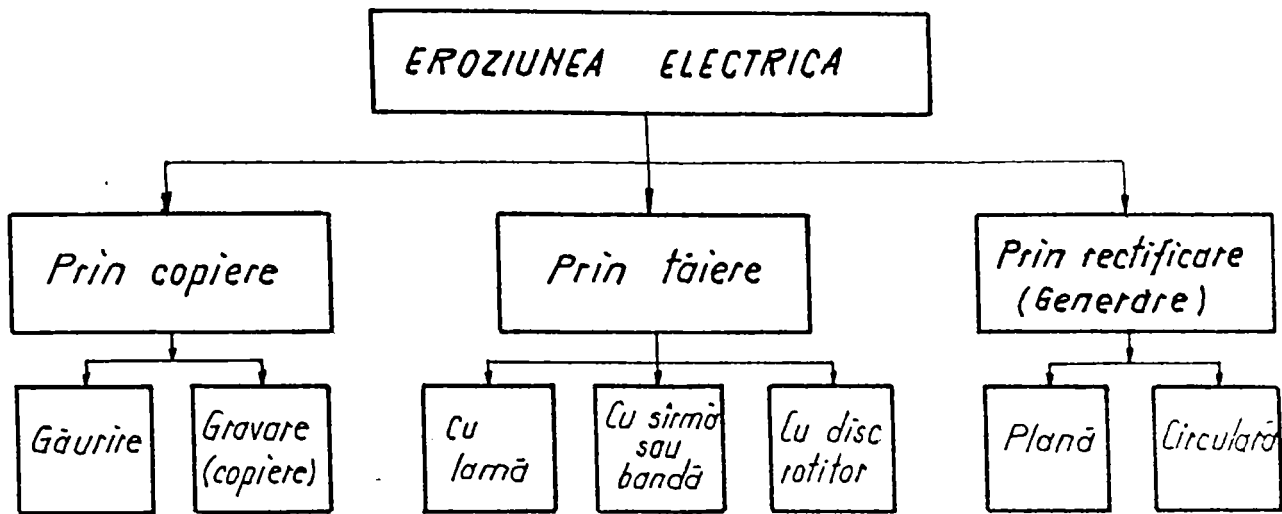 EROZIUNEA ELECTRICA
Prin copiere
Prin tăiere
Prin rectificare
(Generare)
Găurire
Gravare
(copiere)
Cu
lamă
Cu sîrmă
sau
bandă
Cu disc
rotitor
Plană
Circulară